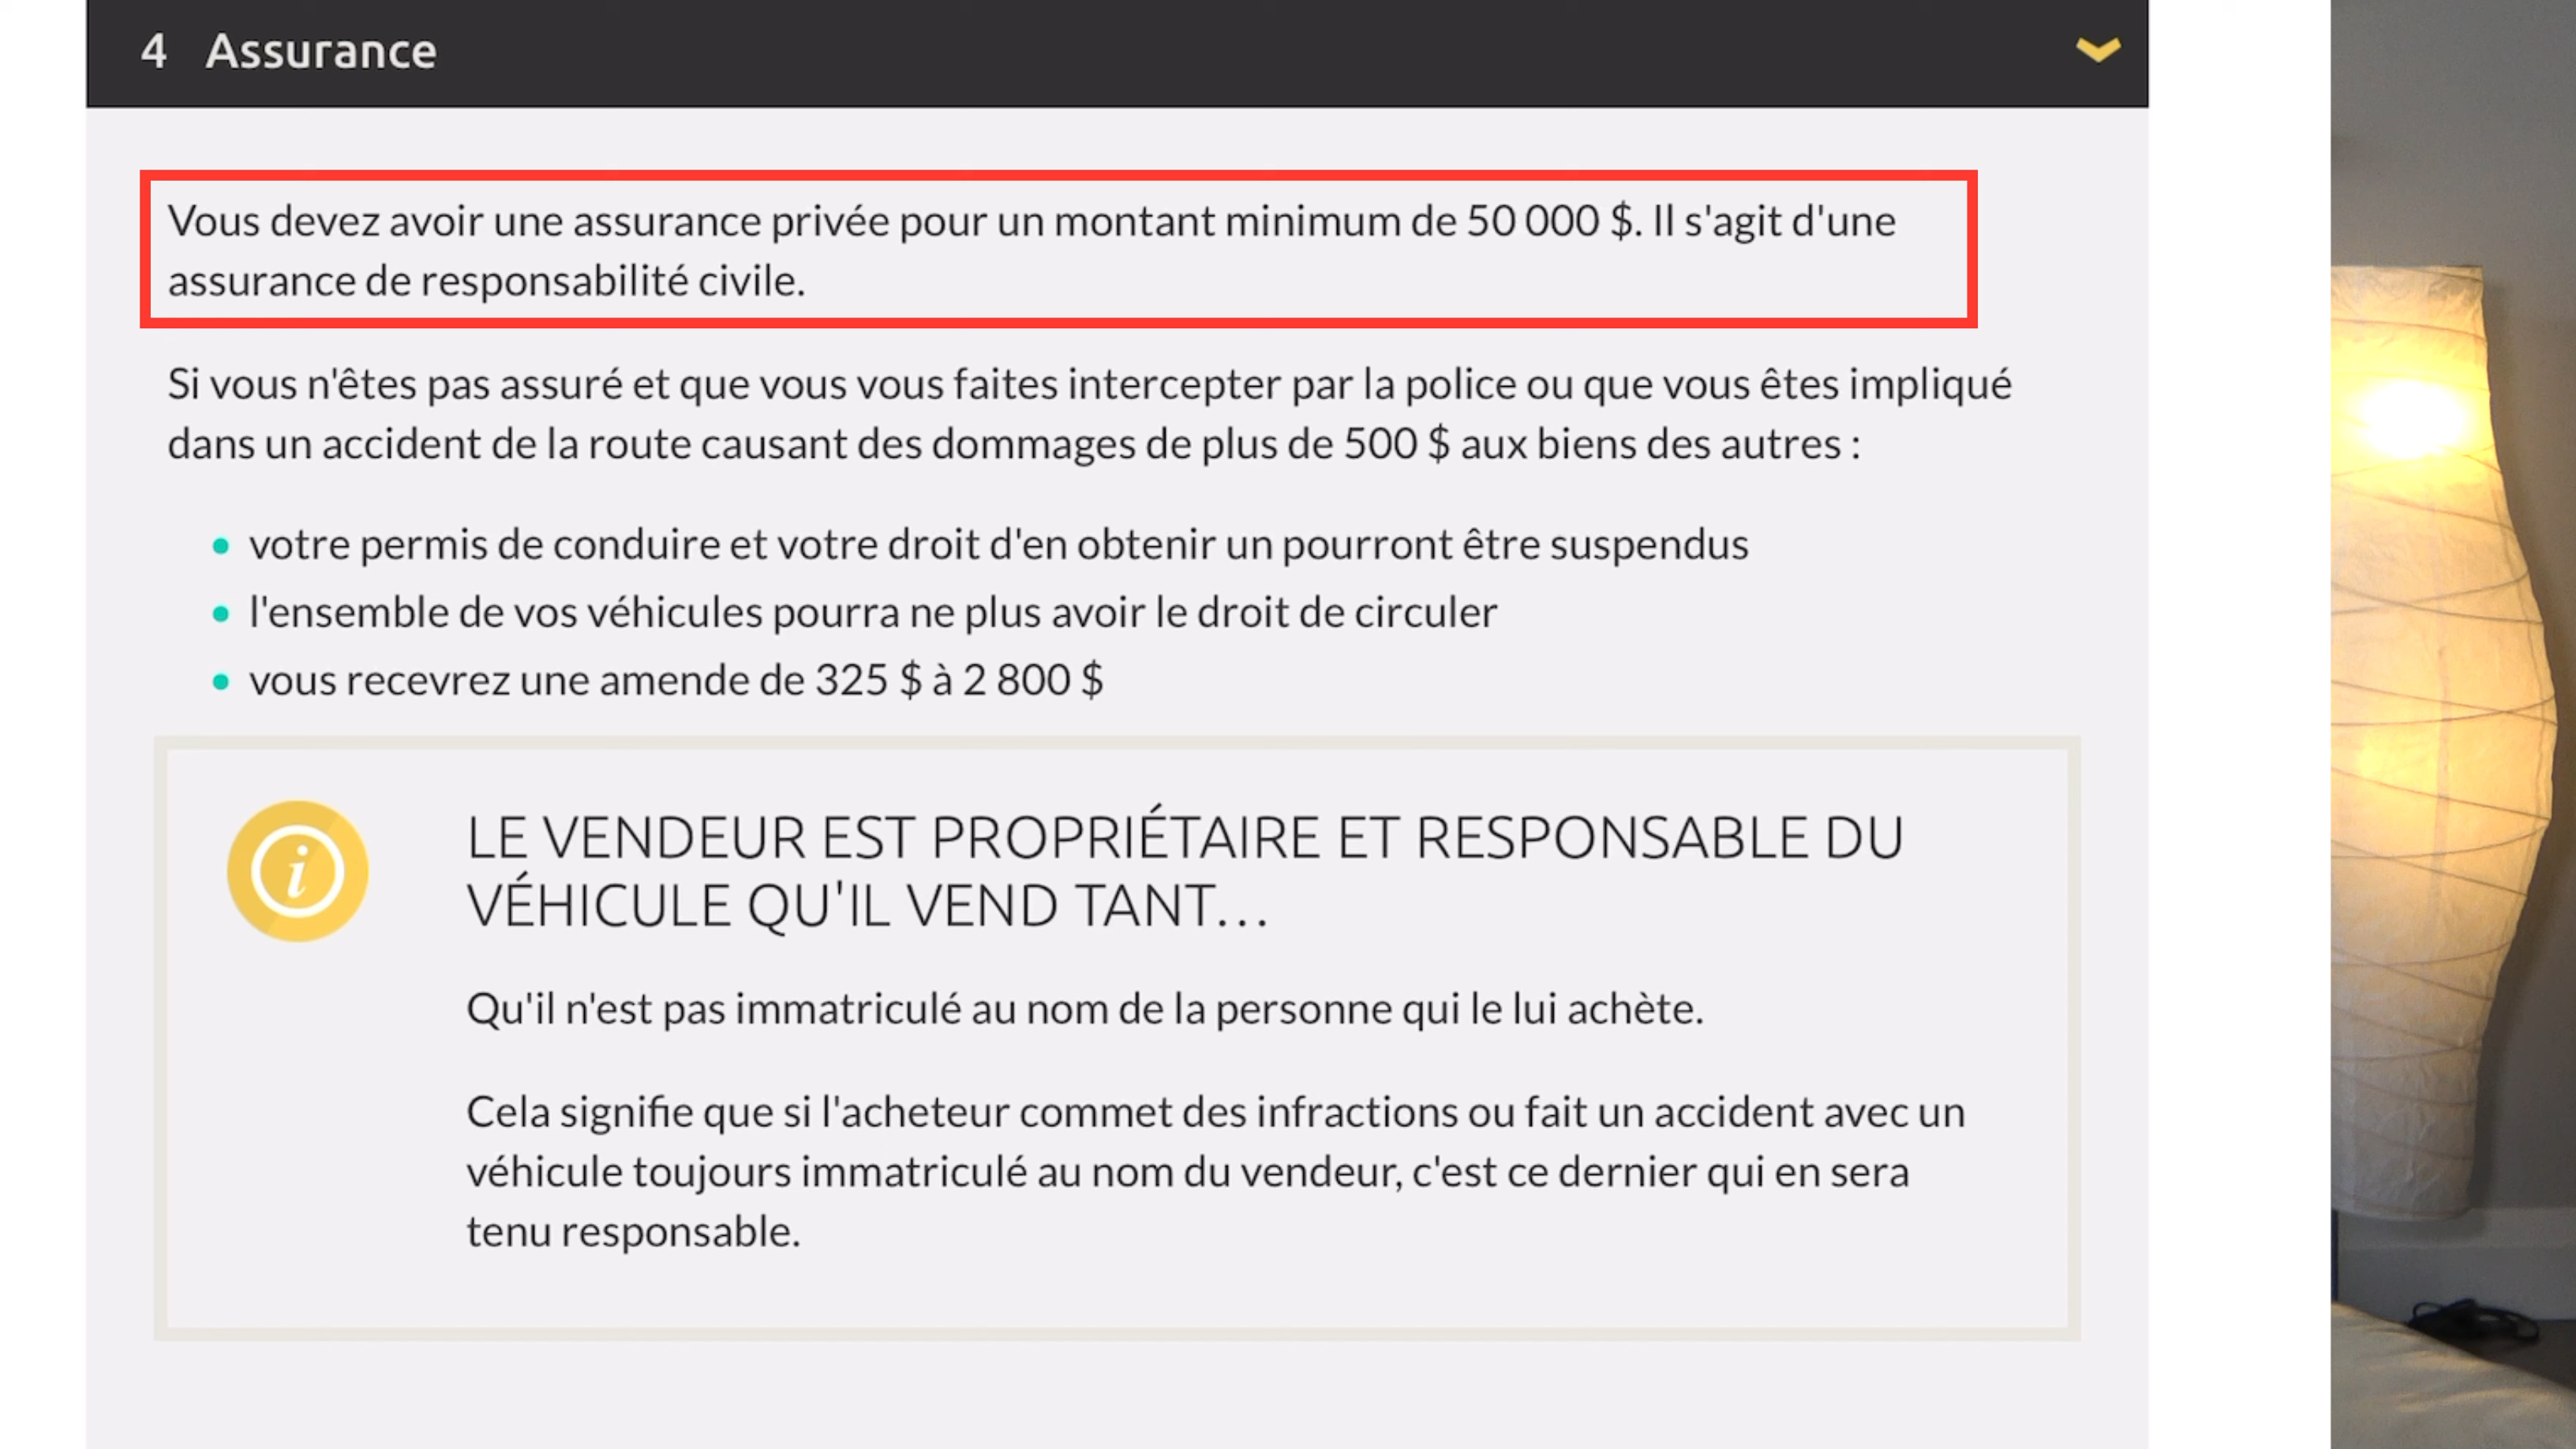 4 Assurance
Vous devez avoir une assurance privée pour un montant minimum de 50 000 $. Il s'agit d'une
assurance de responsabilité civile.
Si vous n'êtes pas assuré et que vous vous faites intercepter par la police ou que vous êtes impliqué
dans un accident de la route causant des dommages de plus de 500 $ aux biens des autres :
• votre permis de conduire et votre droit d'en obtenir un pourront être suspendus
• l'ensemble de vos véhicules pourra ne plus avoir le droit de circuler
• vous recevrez une amende de 325 $ à 2 800 $
i
LE VENDEUR EST PROPRIÉTAIRE ET RESPONSABLE DU
VÉHICULE QU'IL VEND TANT...
Qu'il n'est pas immatriculé au nom de la personne qui le lui achète.
Cela signifie que si l'acheteur commet des infractions ou fait un accident avec un
véhicule toujours immatriculé au nom du vendeur, c'est ce dernier qui en sera
tenu responsable.